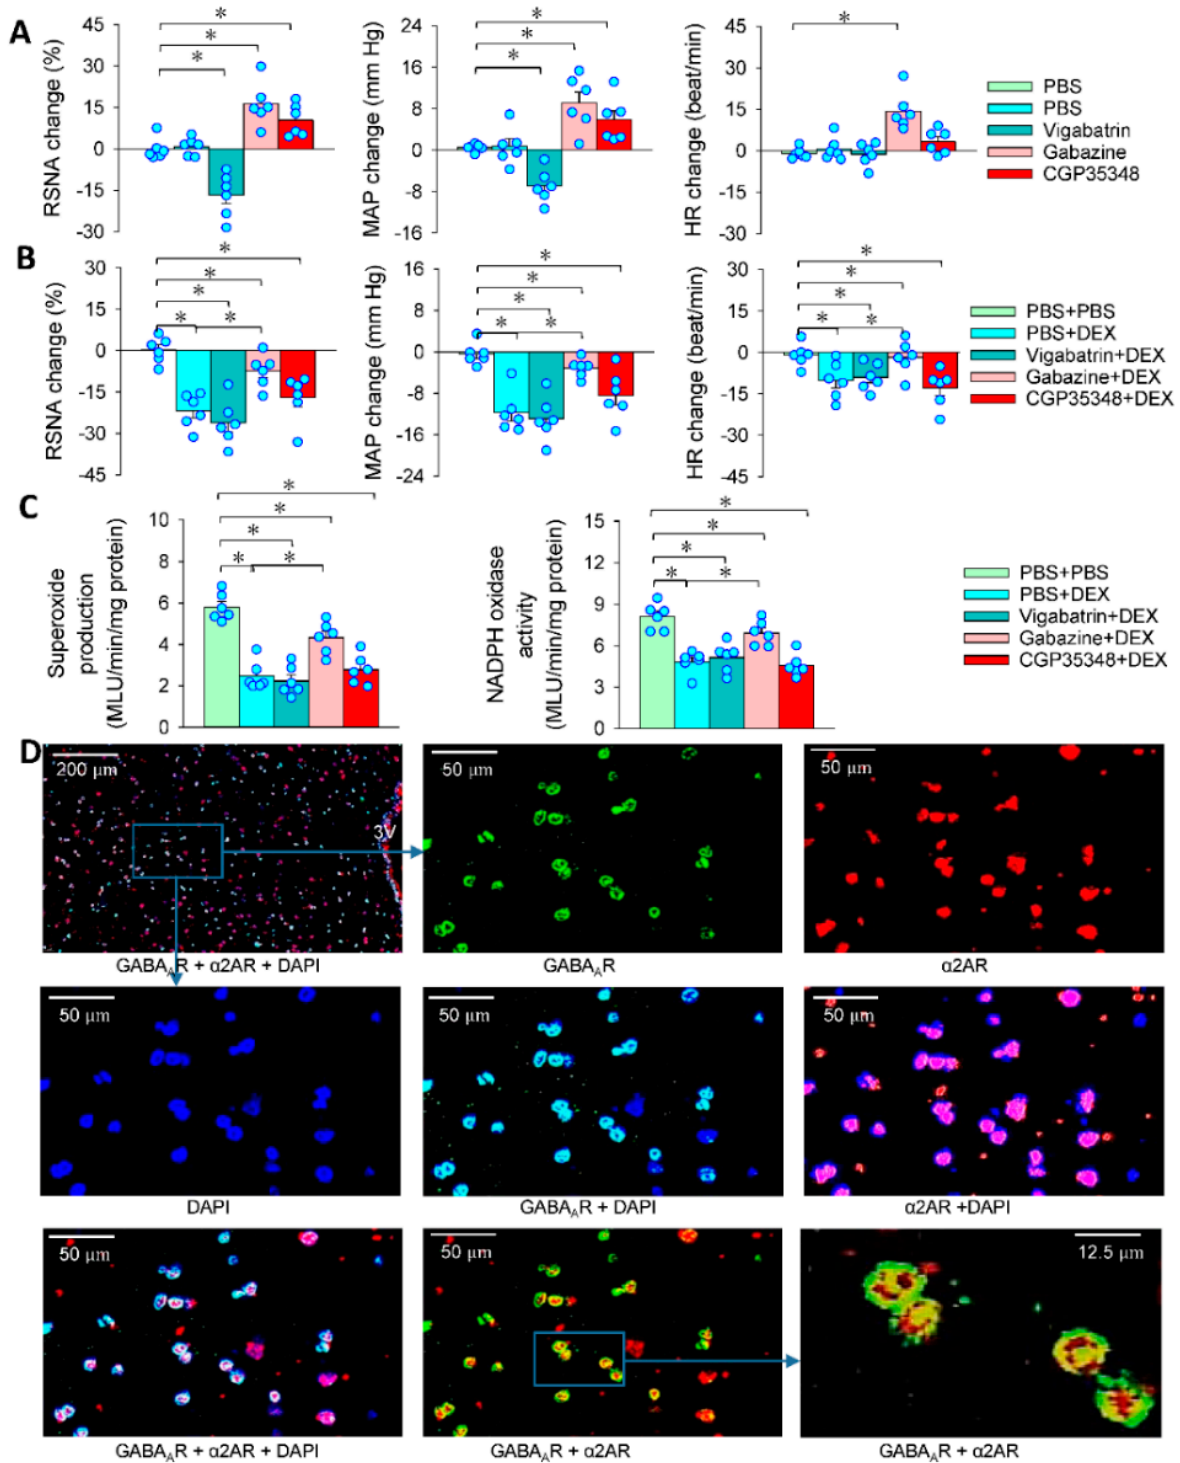 A
RSNA change (%)
45
30
15
0
-15
-30
*
*
*
MAP change (mm Hg)
24
16
8
0
-8
-16
*
*
*
HR change (beat/min)
45
30
15
0
-15
-30
*
PBS
PBS
Vigabatrin
Gabazine
CGP35348
B
RSNA change (%)
30
15
0
-15
-30
-45
*
*
*
* *
MAP change (mm Hg)
16
8
0
-8
-16
-24
*
*
*
* *
HR change (beat/min)
30
15
0
-15
-30
-45
*
*
*
* *
PBS+PBS
PBS+DEX
Vigabatrin+DEX
Gabazine+DEX
CGP35348+DEX
C
Superoxide
production
(MLU/min/mg protein)
10
8
6
4
2
0
*
*
*
* *
NADPH oxidase
activity
(MLU/min/mg protein)
15
12
9
6
3
0
*
*
*
* *
PBS+PBS
PBS+DEX
Vigabatrin+DEX
Gabazine+DEX
CGP35348+DEX
D
200 μm
3V
50 μm
50 μm
GABAAR + α2AR + DAPI
GABAAR
α2AR
50 μm
50 μm
50 μm
DAPI
GABAAR + DAPI
α2AR +DAPI
50 μm
50 μm
12.5 μm
GABAAR + α2AR + DAPI
GABAAR + α2AR
GABAAR + α2AR